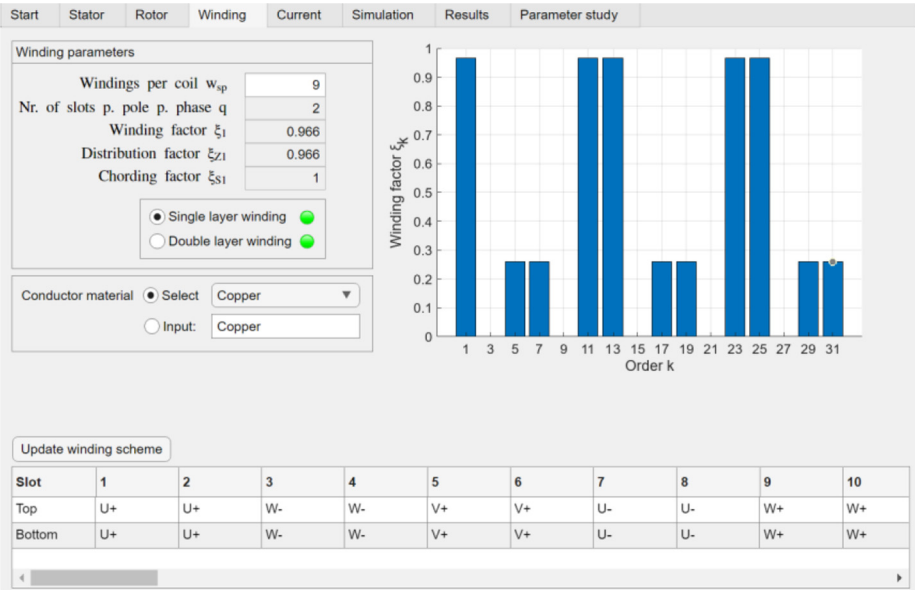 Start Stator Rotor Winding Current Simulation Results Parameter study
Winding parameters
Windings per coil wsp 9
Nr. of slots p. pole p. phase q 2
Winding factor ξ1 0.966
Distribution factor ξZ1 0.966
Chording factor ξS1 1
Single layer winding
Double layer winding
Conductor material Select Copper
Input: Copper
Winding factor ξk
1
0.9
0.8
0.7
0.6
0.5
0.4
0.3
0.2
0.1
0
1 3 5 7 9 11 13 15 17 19 21 23 25 27 29 31
Order k
Update winding scheme
Slot 1 2 3 4 5 6 7 8 9 10
Top U+ U+ W- W- V+ V+ U- U- W+ W+
Bottom U+ U+ W- W- V+ V+ U- U- W+ W+